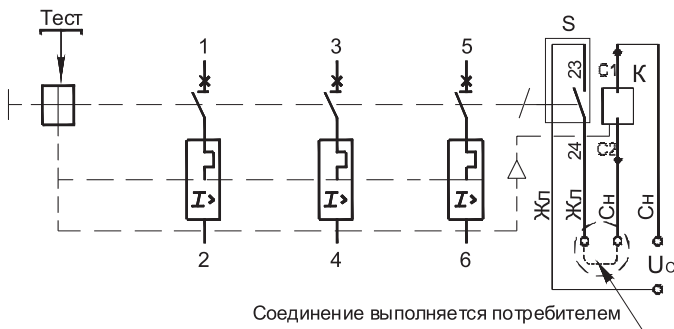 Тест
1
3
5
S
23
C1
K
24
C2
I>
I>
I>
Жл
Жл
Сн
Сн
2
4
6
Uc
Соединение выполняется потребителем